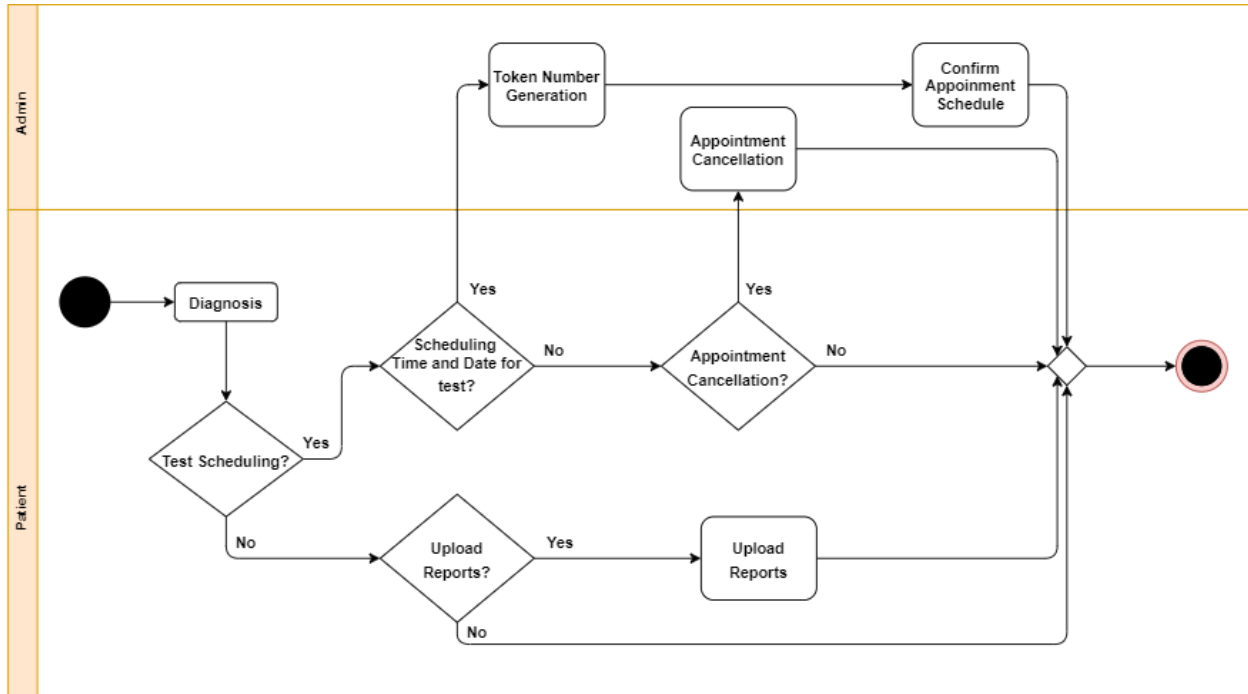 Admin
Token Number
Generation
Confirm
Appoinment
Schedule
Appointment
Cancellation
Patient
Diagnosis
Yes
Scheduling
Time and Date for
test?
No
Yes
Appointment
Cancellation?
No
Test Scheduling?
Yes
No
Upload
Reports?
Yes
Upload
Reports
No